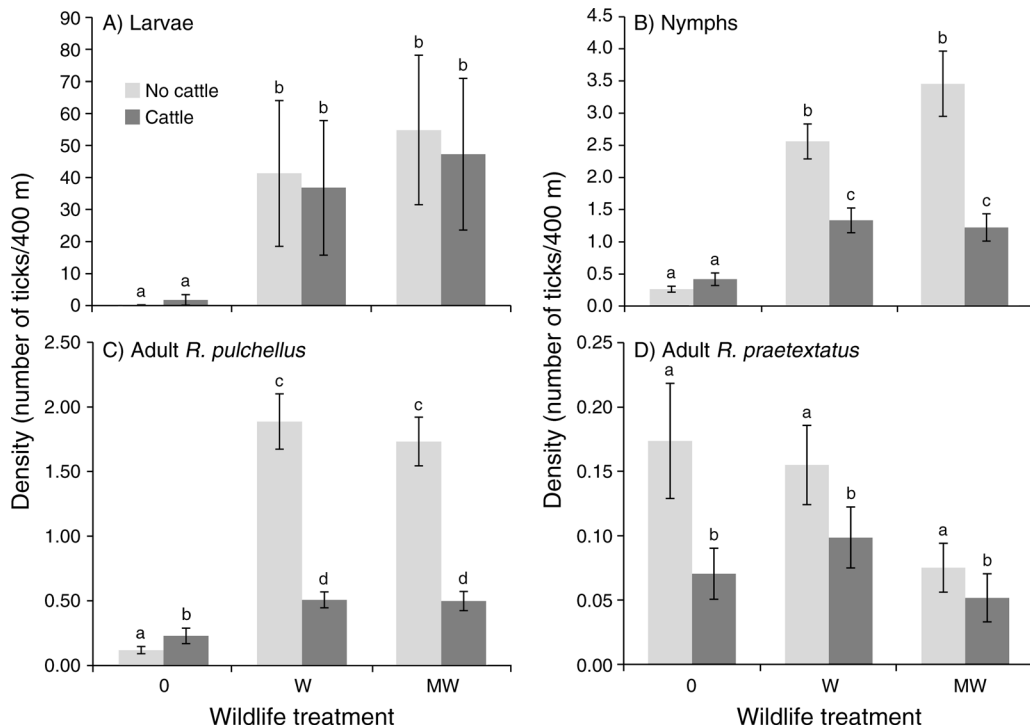 A) Larvae
90
80
70
60
50
40
30
20
10
0
No cattle
Cattle
a
a
b
b
b
b
B) Nymphs
4.5
4.0
3.5
3.0
2.5
2.0
1.5
1.0
0.5
0.0
a
a
b
c
b
c
C) Adult R. pulchellus
2.50
2.00
1.50
1.00
0.50
0.00
a
b
c
d
c
d
0
W
MW
Wildlife treatment
D) Adult R. praetextatus
0.25
0.20
0.15
0.10
0.05
0.00
a
b
a
b
a
b
0
W
MW
Wildlife treatment
Density (number of ticks/400 m)
Density (number of ticks/400 m)